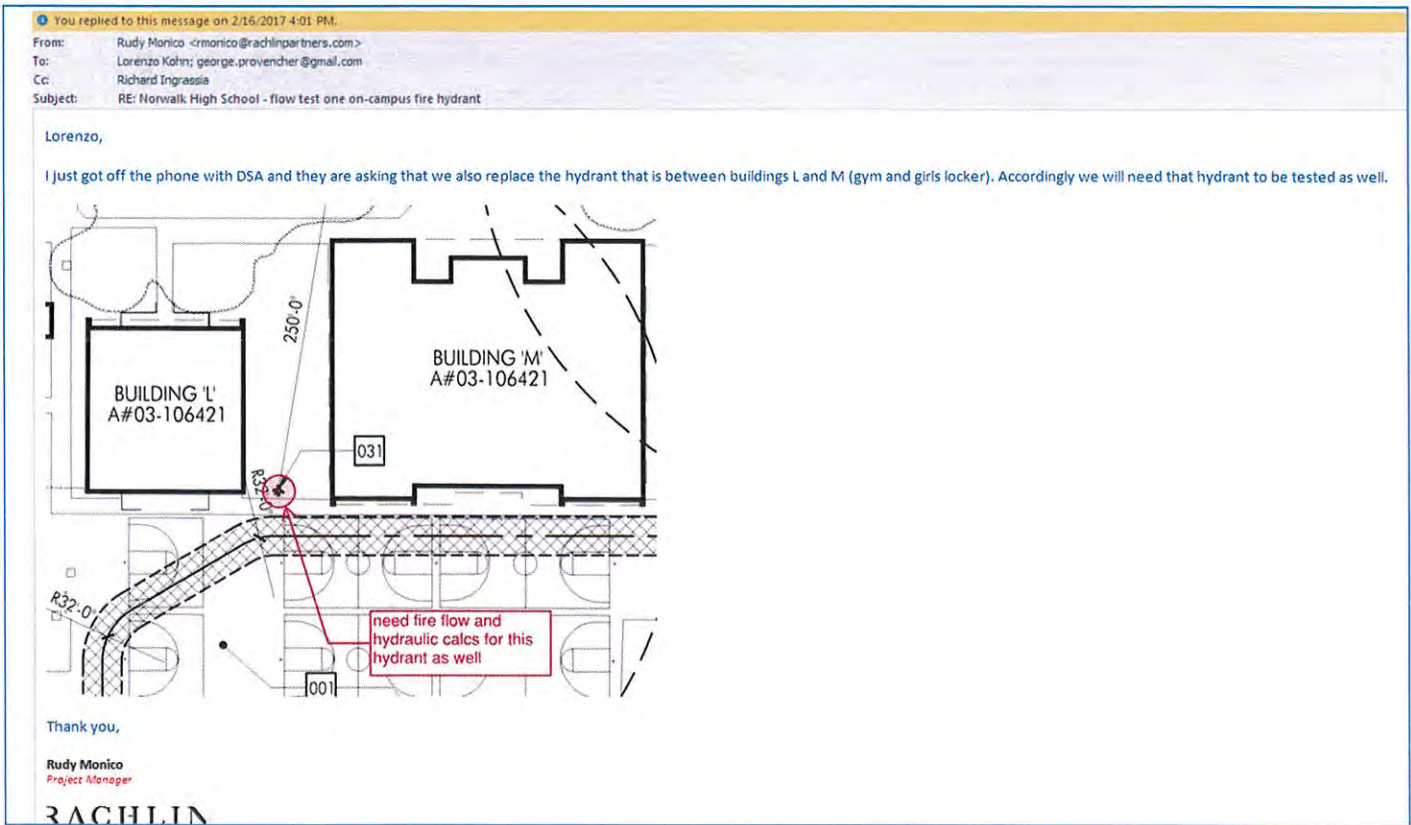 You replied to this message on 2/16/2017 4:01 PM.
From: Rudy Monico <rmonico@rachlinpartners.com>
To: Lorenzo Kohn; george.provencher@gmail.com
Cc: Richard Ingrassia
Subject: RE: Norwalk High School - flow test one on-campus fire hydrant
Lorenzo,
I just got off the phone with DSA and they are asking that we also replace the hydrant that is between buildings L and M (gym and girls locker). Accordingly we will need that hydrant to be tested as well.
250'-0"
BUILDING 'M'
A#03-106421
BUILDING 'L'
A#03-106421
031
R32'-0"
R32'-0"
need fire flow and
hydraulic calcs for this
hydrant as well
001
Thank you,
Rudy Monico
Project Manager
RACHLIN